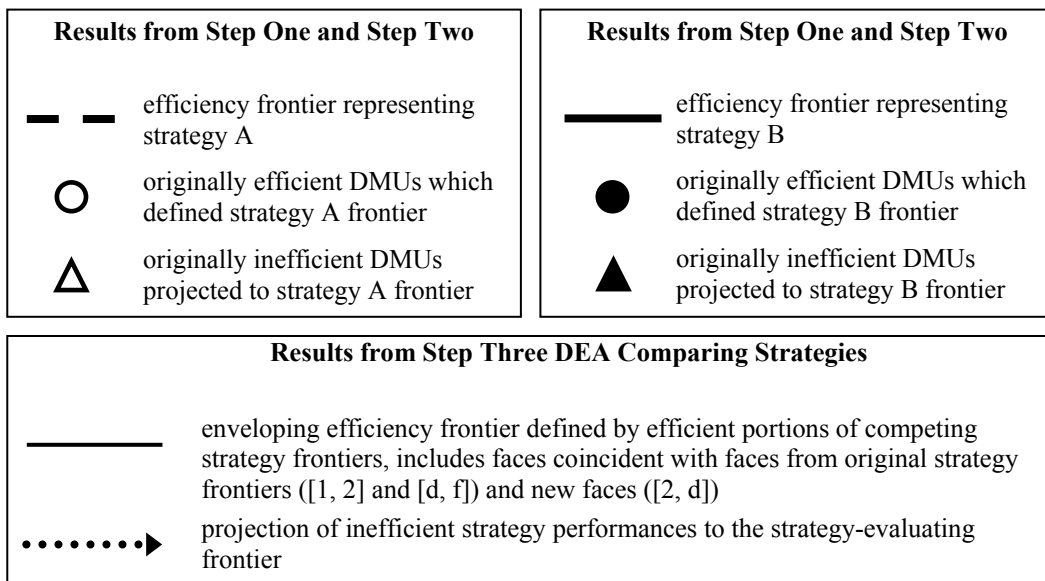 Results from Step One and Step Two
efficiency frontier representing
strategy A
originally efficient DMUs which
defined strategy A frontier
originally inefficient DMUs
projected to strategy A frontier
Results from Step One and Step Two
efficiency frontier representing
strategy B
originally efficient DMUs which
defined strategy B frontier
originally inefficient DMUs
projected to strategy B frontier
Results from Step Three DEA Comparing Strategies
enveloping efficiency frontier defined by efficient portions of competing
strategy frontiers, includes faces coincident with faces from original strategy
frontiers ([1, 2] and [d, f]) and new faces ([2, d])
projection of inefficient strategy performances to the strategy-evaluating
frontier